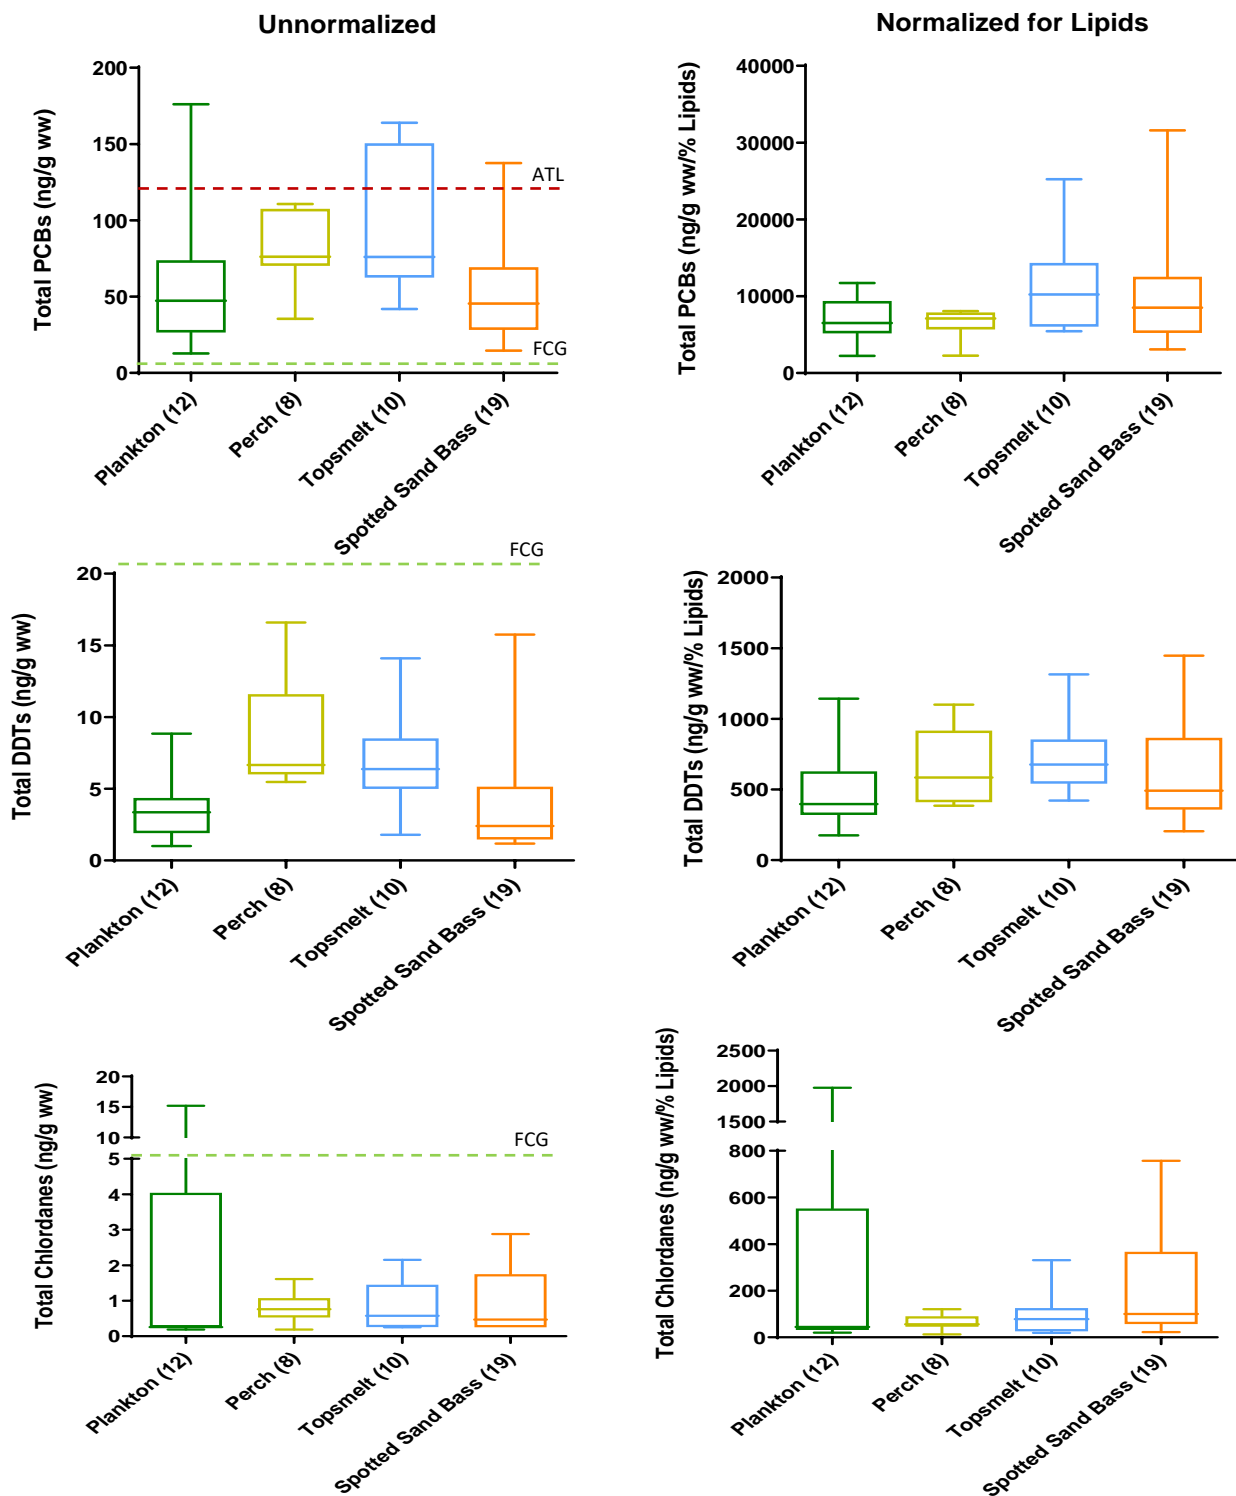 Unnormalized
Normalized for Lipids
Total PCBs (ng/g ww)
200
150
100
50
0
ATL
FCG
Plankton (12)
Perch (8)
Topsmelt (10)
Spotted Sand Bass (19)
Total PCBs (ng/g ww/% Lipids)
40000
30000
20000
10000
0
Plankton (12)
Perch (8)
Topsmelt (10)
Spotted Sand Bass (19)
Total DDTs (ng/g ww)
FCG
20
15
10
5
0
Plankton (12)
Perch (8)
Topsmelt (10)
Spotted Sand Bass (19)
Total DDTs (ng/g ww/% Lipids)
2000
1500
1000
500
0
Plankton (12)
Perch (8)
Topsmelt (10)
Spotted Sand Bass (19)
Total Chlordanes (ng/g ww)
20
15
10
FCG
5
4
3
2
1
0
Plankton (12)
Perch (8)
Topsmelt (10)
Spotted Sand Bass (19)
Total Chlordanes (ng/g ww/% Lipids)
2500
2000
1500
800
600
400
200
0
Plankton (12)
Perch (8)
Topsmelt (10)
Spotted Sand Bass (19)